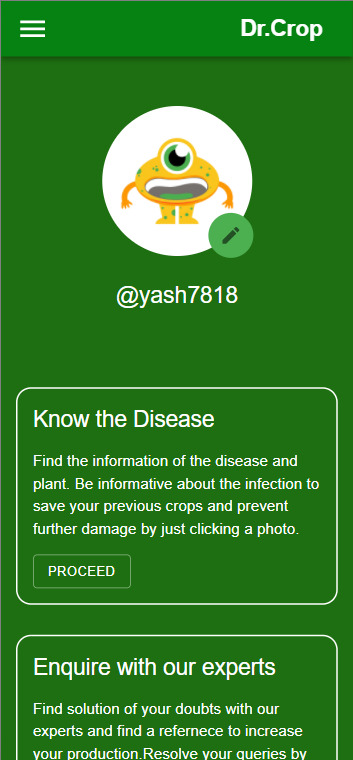 Dr.Crop
@yash7818
Know the Disease
Find the information of the disease and
plant. Be informative about the infection to
save your previous crops and prevent
further damage by just clicking a photo.
PROCEED
Enquire with our experts
Find solution of your doubts with our
experts and find a refernece to increase
your production.Resolve your queries by